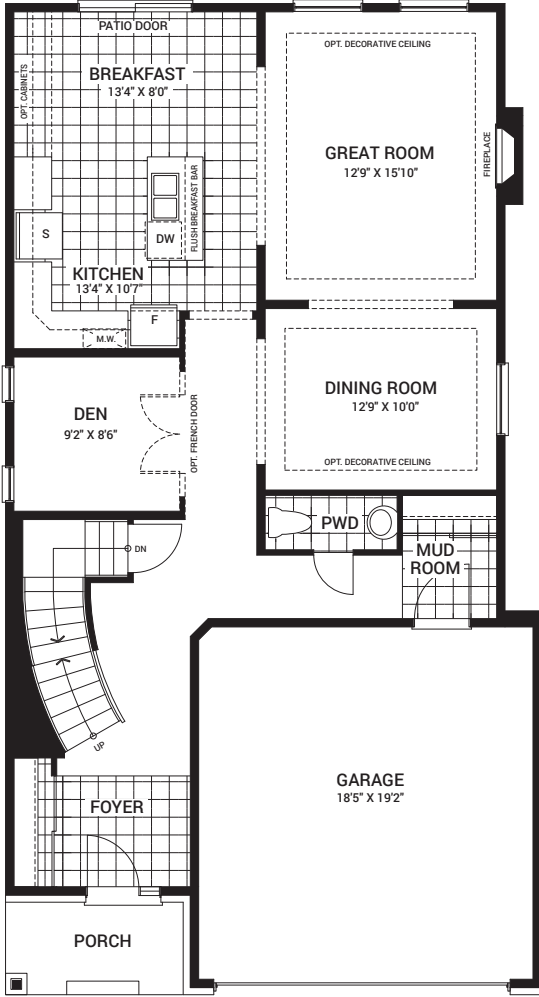 PATIO DOOR
BREAKFAST
13'4" X 8'0"
OPT. CABINETS
OPT. DECORATIVE CEILING
GREAT ROOM
12'9" X 15'10"
FIREPLACE
FLUSH BREAKFAST BAR
S
DW
KITCHEN
13'4" X 10'7"
F
M.W.
DINING ROOM
12'9" X 10'0"
OPT. DECORATIVE CEILING
DEN
9'2" X 8'6"
OPT. FRENCH DOOR
PWD
MUD
ROOM
DN
UP
GARAGE
18'5" X 19'2"
FOYER
PORCH